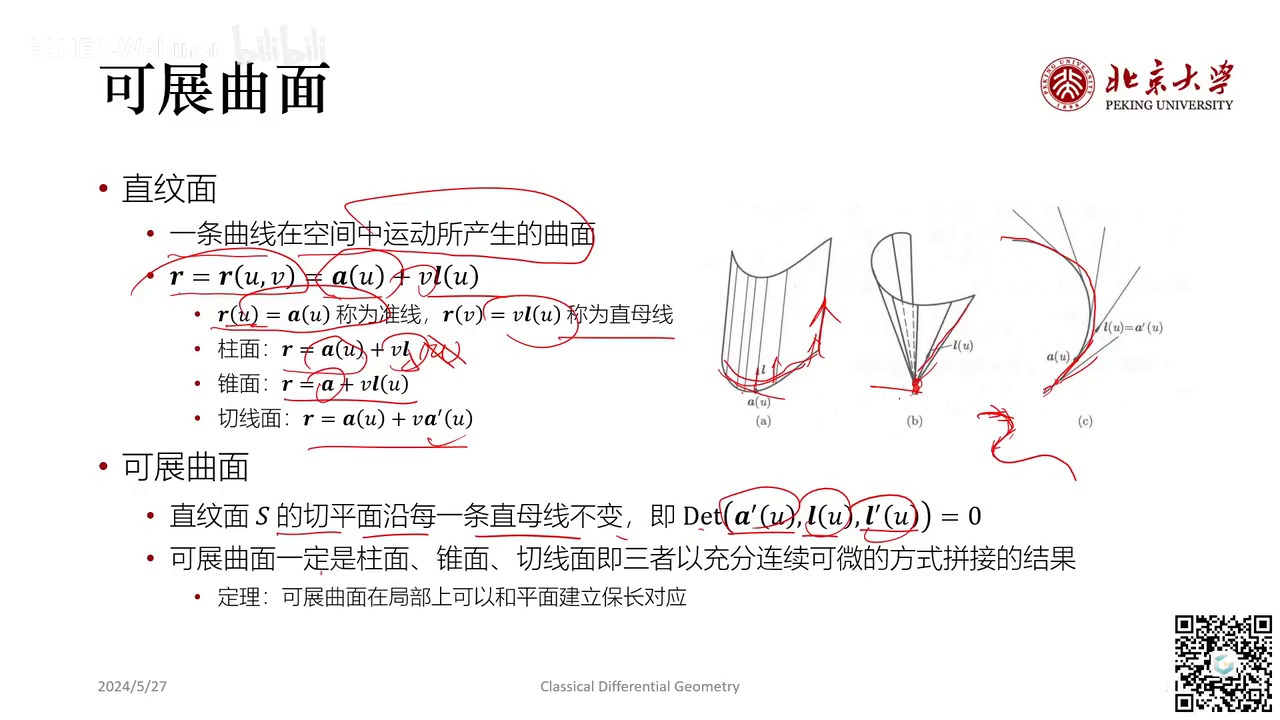 bilibili
可展曲面
北京大学
PEKING UNIVERSITY
• 直纹面
• 一条曲线在空间中运动所产生的曲面
• r = r(u, v) = a(u) + vl(u)
• r(u) = a(u) 称为准线，r(v) = vl(u) 称为直母线
• 柱面：r = a(u) + vl
• 锥面：r = a + vl(u)
• 切线面：r = a(u) + va′(u)
l
a(u)
(a)
l(u)
(b)
l(u)=a′(u)
a(u)
(c)
• 可展曲面
• 直纹面 S 的切平面沿每一条直母线不变，即 Det(a′(u), l(u), l′(u)) = 0
• 可展曲面一定是柱面、锥面、切线面即三者以充分连续可微的方式拼接的结果
• 定理：可展曲面在局部上可以和平面建立保长对应
2024/5/27
Classical Differential Geometry